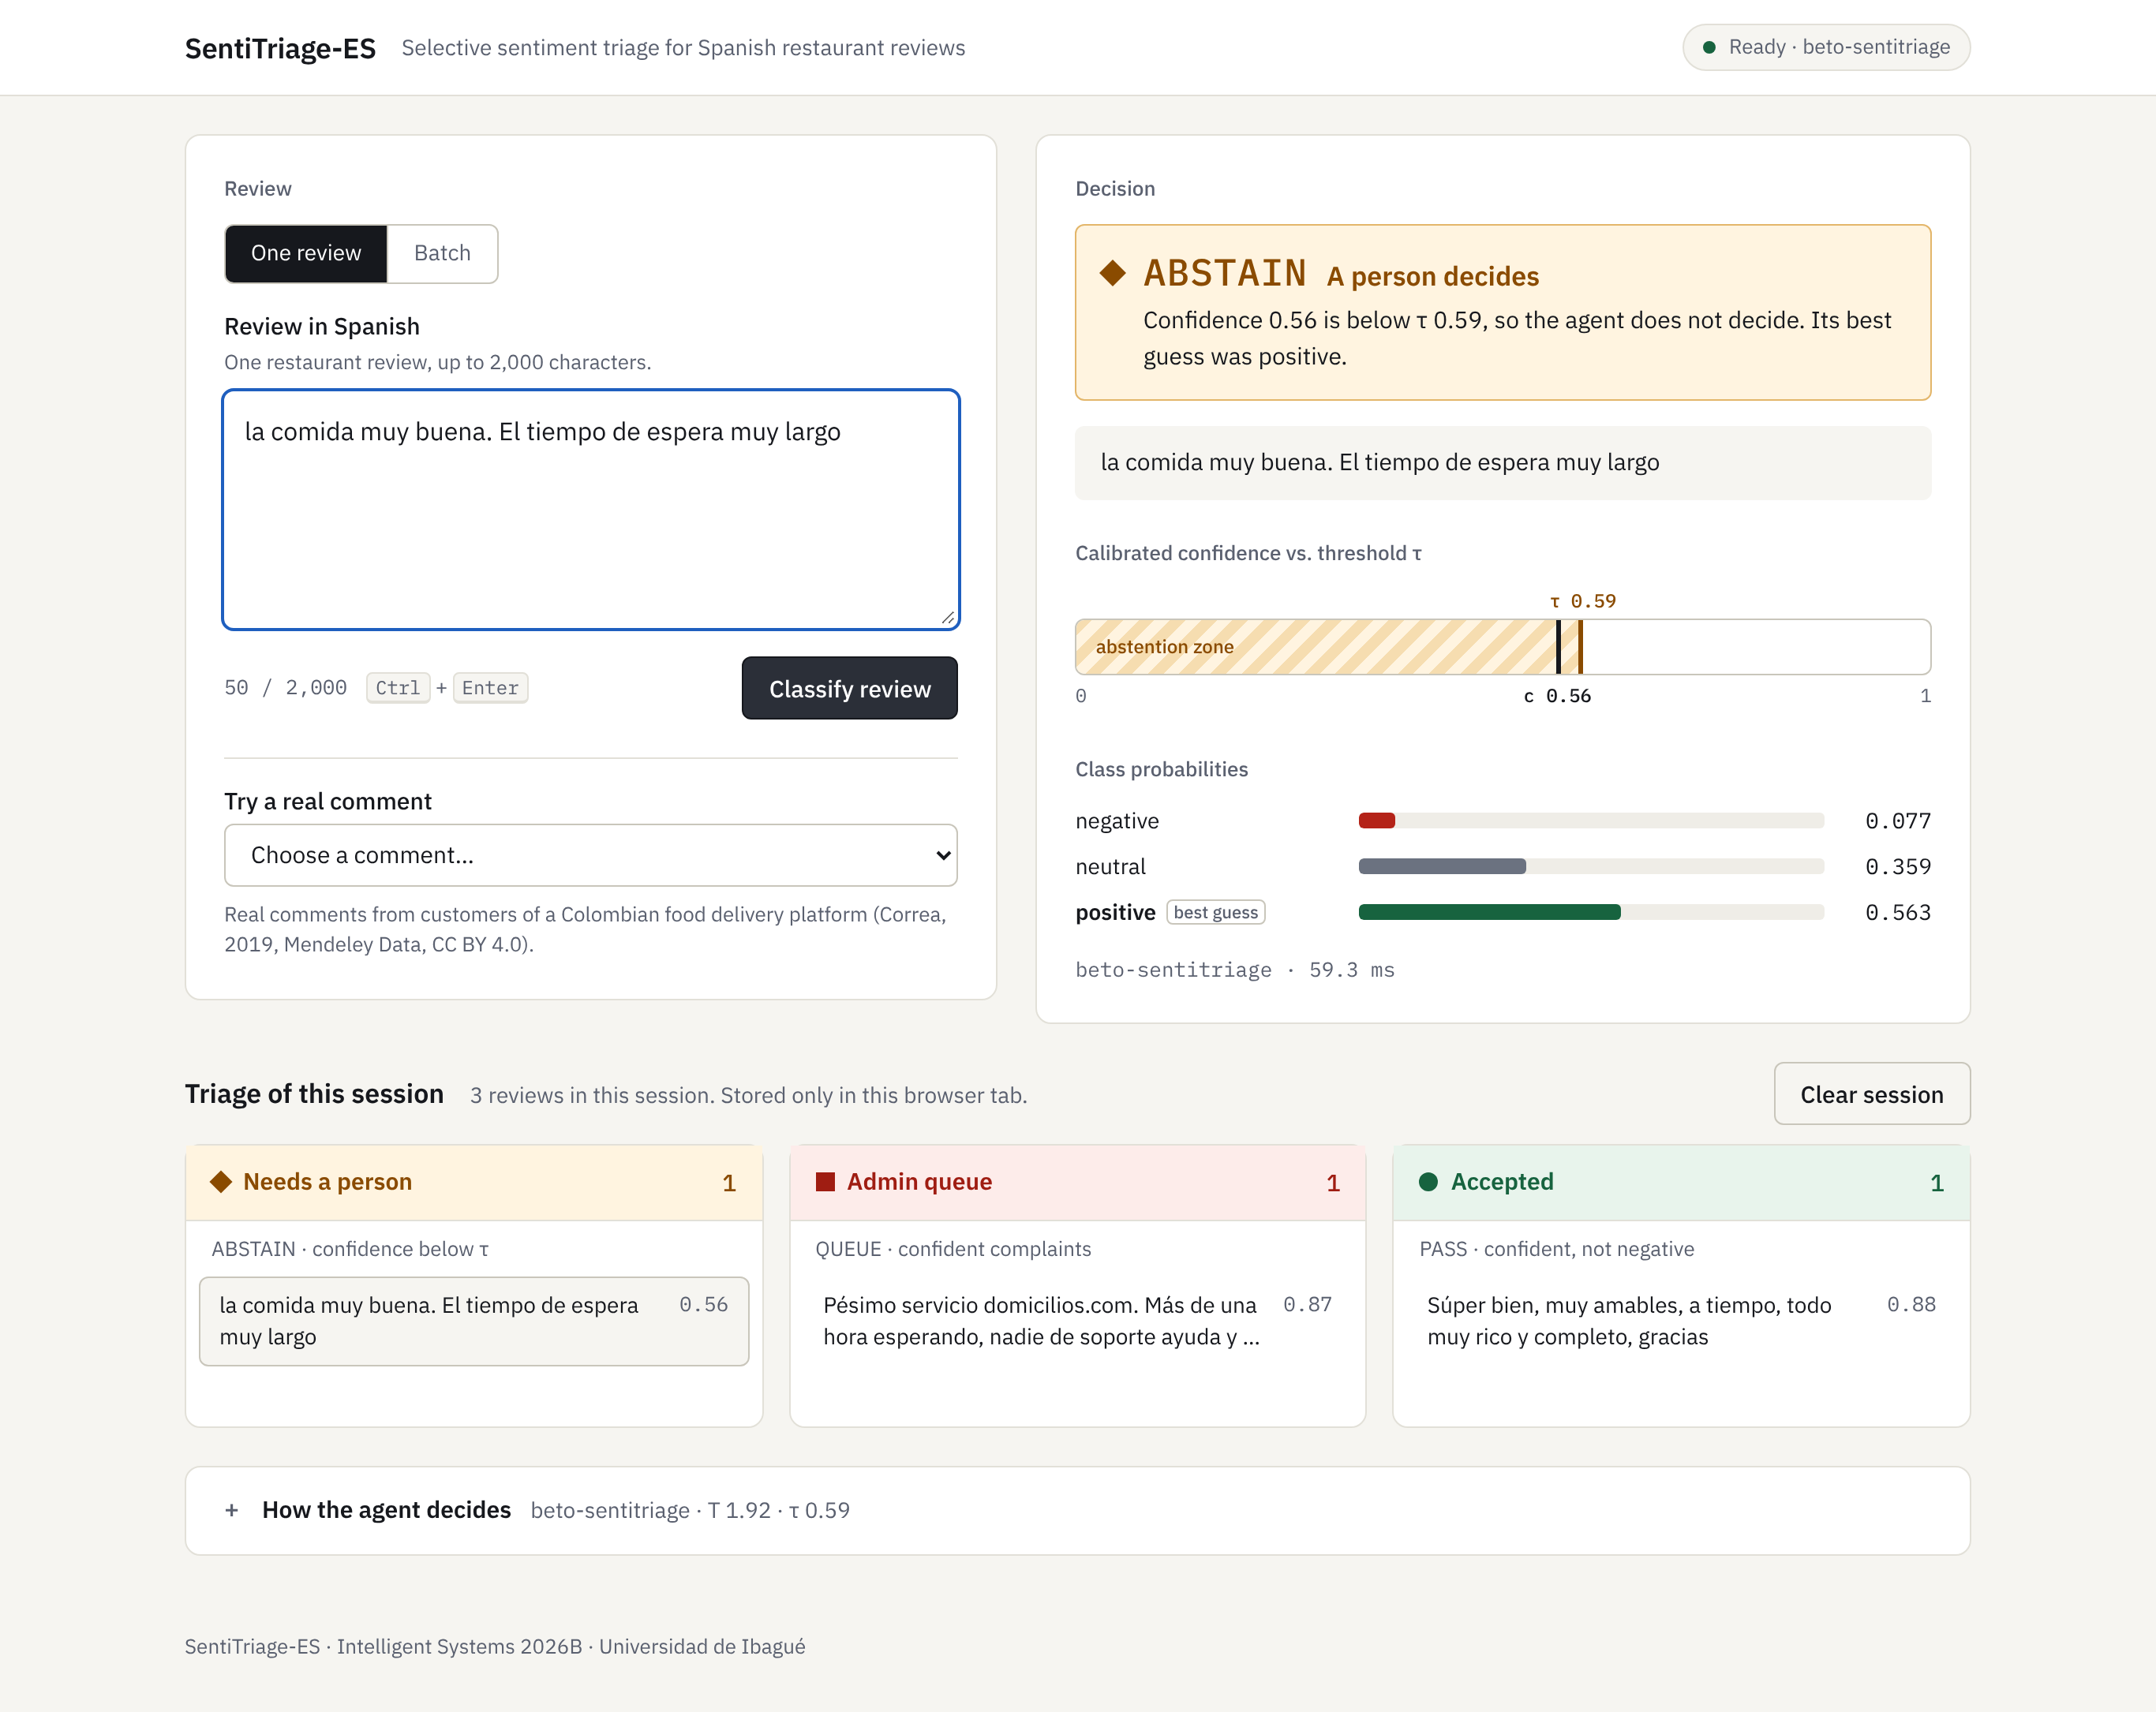 SentiTriage-ES Selective sentiment triage for Spanish restaurant reviews
Ready · beto-sentitriage
Review
One review
Batch
Review in Spanish
One restaurant review, up to 2,000 characters.
la comida muy buena. El tiempo de espera muy largo
50 / 2,000 Ctrl + Enter
Classify review
Try a real comment
Choose a comment...
Real comments from customers of a Colombian food delivery platform (Correa,
2019, Mendeley Data, CC BY 4.0).
Decision
ABSTAIN A person decides
Confidence 0.56 is below τ 0.59, so the agent does not decide. Its best
guess was positive.
la comida muy buena. El tiempo de espera muy largo
Calibrated confidence vs. threshold τ
τ 0.59
abstention zone
0 c 0.56 1
Class probabilities
negative 0.077
neutral 0.359
positive best guess 0.563
beto-sentitriage · 59.3 ms
Triage of this session 3 reviews in this session. Stored only in this browser tab.
Clear session
Needs a person 1
ABSTAIN · confidence below τ
la comida muy buena. El tiempo de espera 0.56
muy largo
Admin queue 1
QUEUE · confident complaints
Pésimo servicio domicilios.com. Más de una 0.87
hora esperando, nadie de soporte ayuda y ...
Accepted 1
PASS · confident, not negative
Súper bien, muy amables, a tiempo, todo 0.88
muy rico y completo, gracias
+ How the agent decides beto-sentitriage · T 1.92 · τ 0.59
SentiTriage-ES · Intelligent Systems 2026B · Universidad de Ibagué